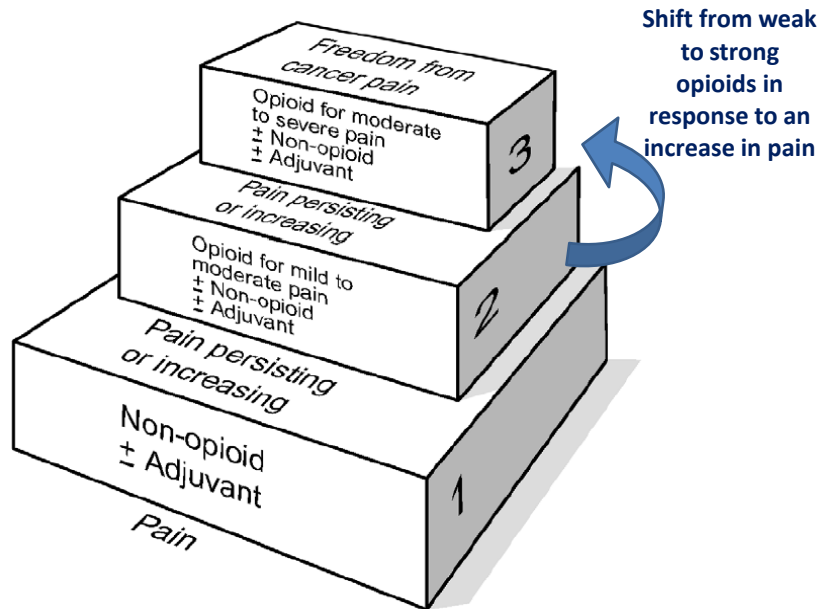 Shift from weak
to strong
opioids in
response to an
increase in pain
Freedom from
cancer pain
Opioid for moderate
to severe pain
± Non-opioid
± Adjuvant
3
Pain persisting
or increasing
Opioid for mild to
moderate pain
± Non-opioid
± Adjuvant
2
Pain persisting
or increasing
Non-opioid
± Adjuvant
1
Pain